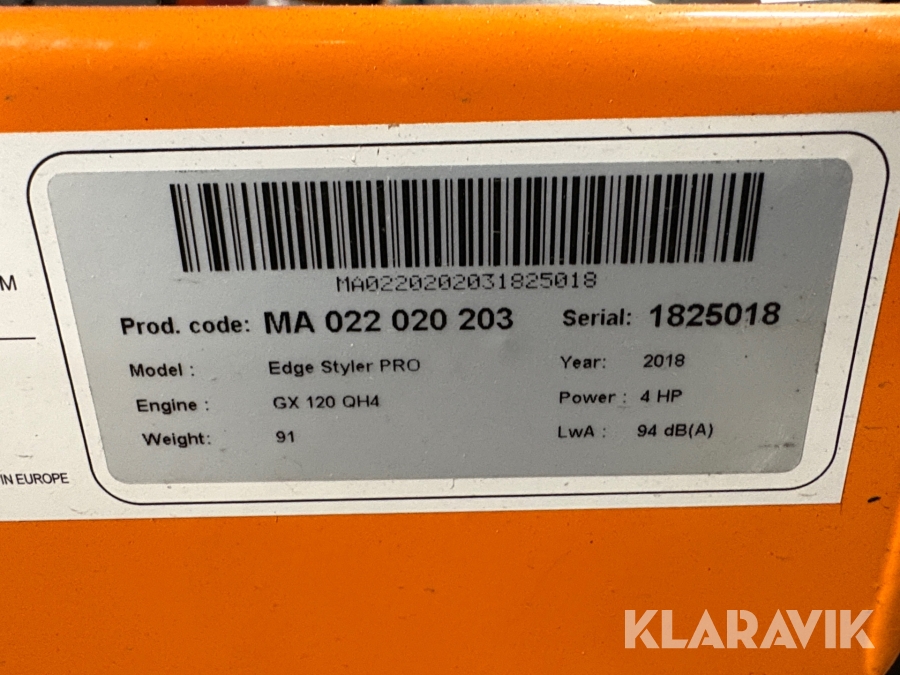 M
MA0220202031825018
Prod. code: MA 022 020 203 Serial: 1825018
Model : Edge Styler PRO Year: 2018
Engine : GX 120 QH4 Power : 4 HP
Weight: 91 LwA : 94 dB(A)
IN EUROPE
KLARAVIK